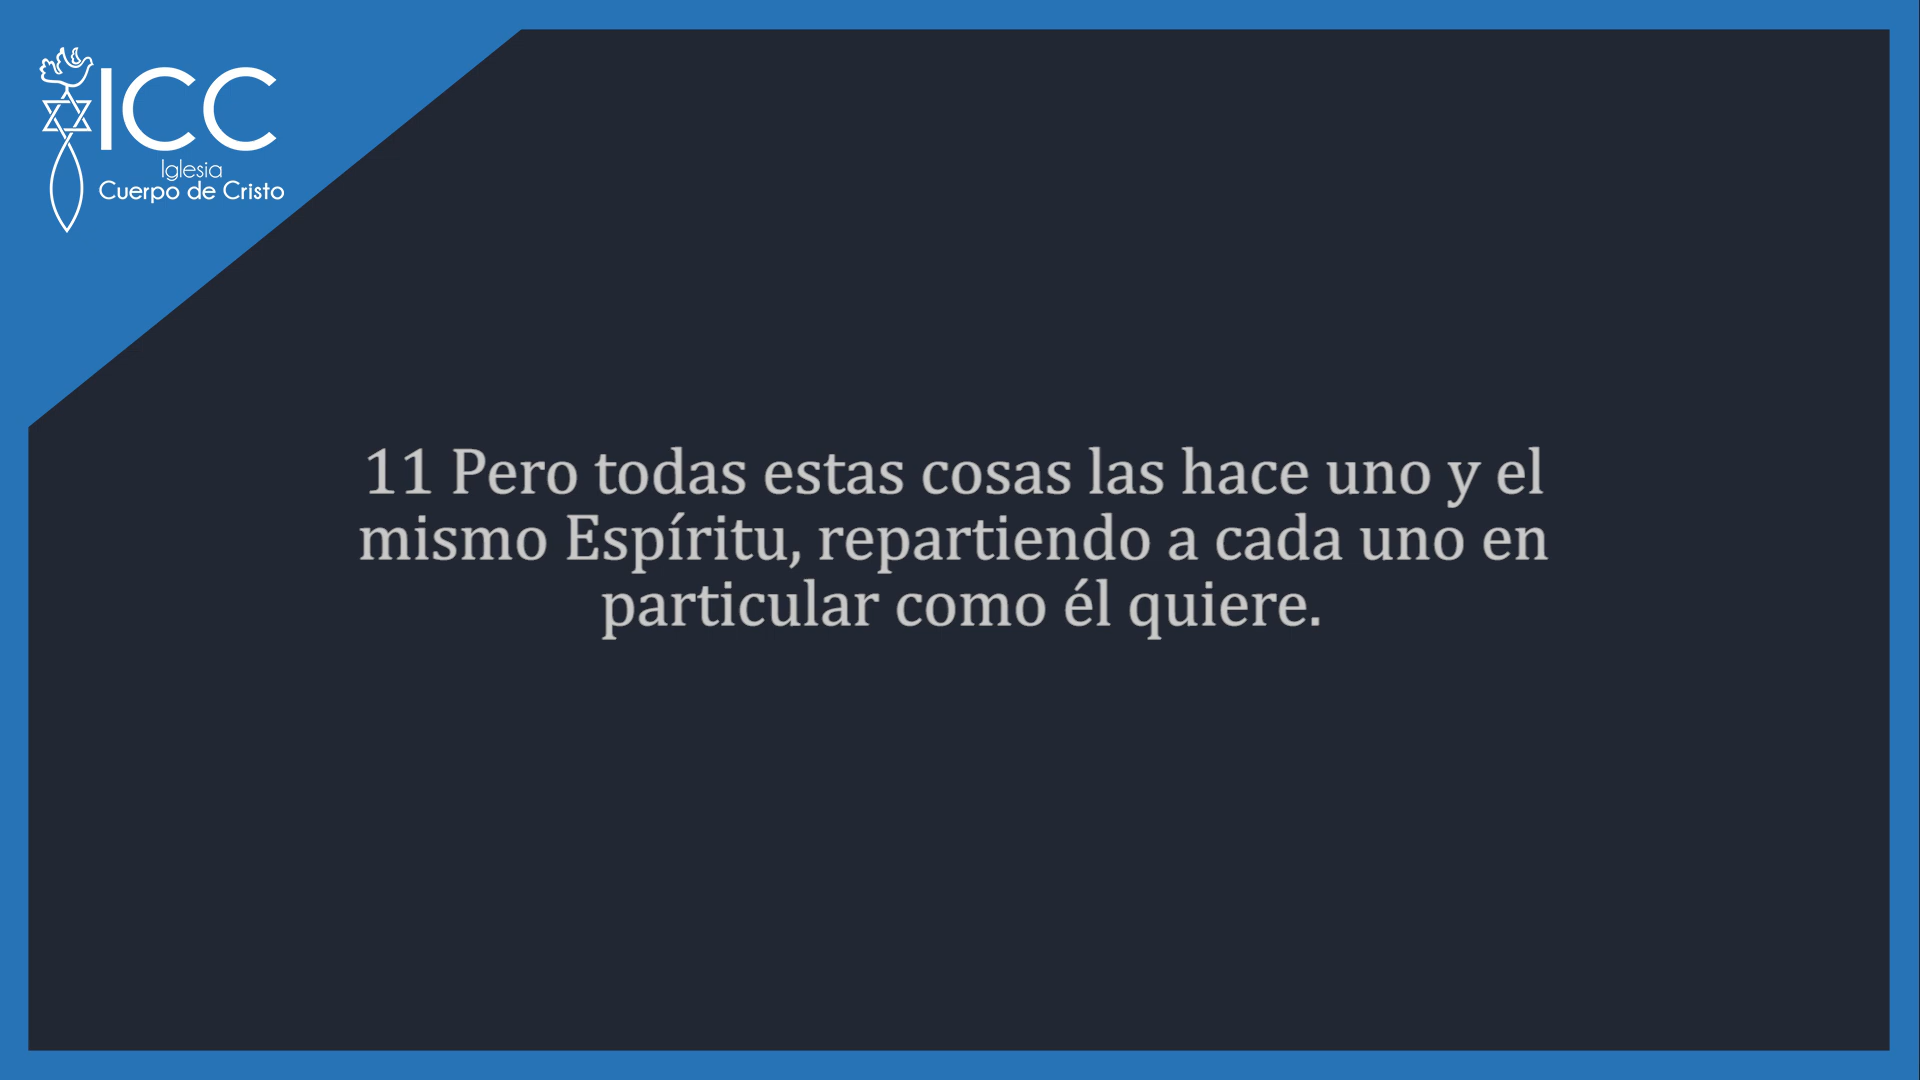 ICC
Iglesia
Cuerpo de Cristo
11 Pero todas estas cosas las hace uno y el
mismo Espíritu, repartiendo a cada uno en
particular como él quiere.